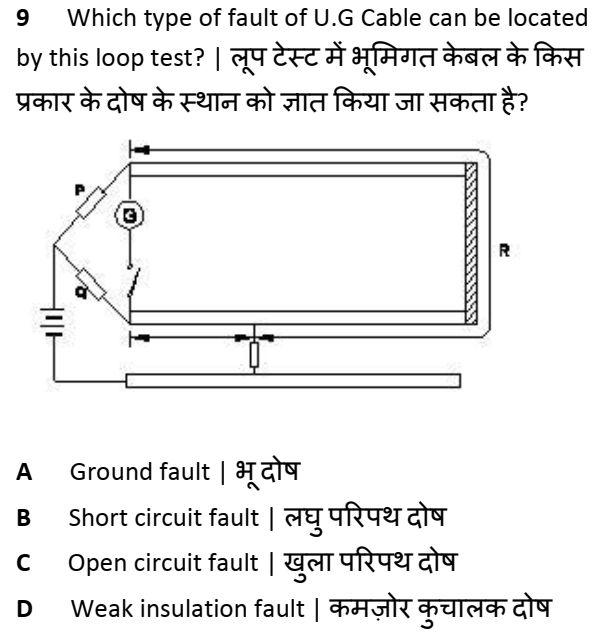 9 Which type of fault of U.G Cable can be located
by this loop test? | लूप टेस्ट में भूमिगत केबल के किस
प्रकार के दोष के स्थान को ज्ञात किया जा सकता है?
P
G
R
Q
A Ground fault | भू दोष
B Short circuit fault | लघु परिपथ दोष
C Open circuit fault | खुला परिपथ दोष
D Weak insulation fault | कमज़ोर कुचालक दोष